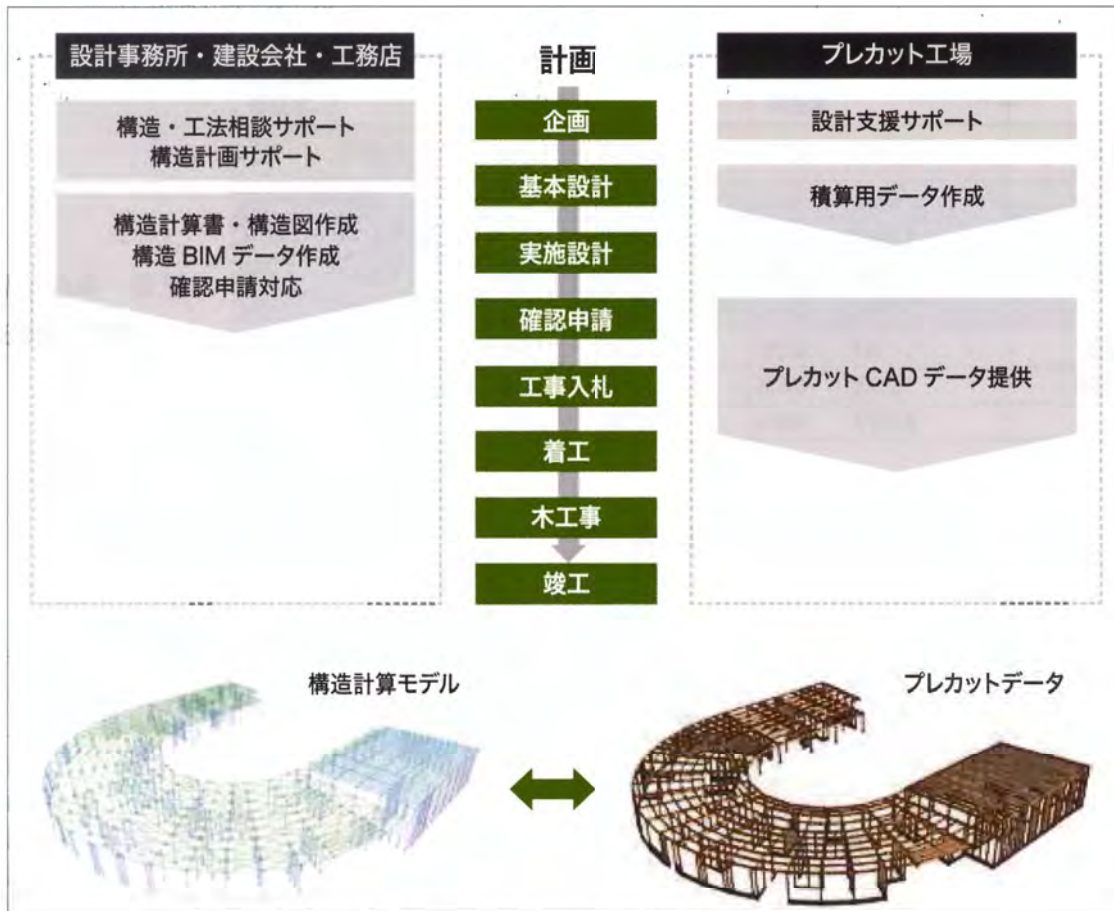 設計事務所・建設会社・工務店
構造・工法相談サポート
構造計画サポート
構造計算書・構造図作成
構造 BIM データ作成
確認申請対応
計画
企画
基本設計
実施設計
確認申請
工事入札
着工
木工事
竣工
プレカット工場
設計支援サポート
積算用データ作成
プレカット CAD データ提供
構造計算モデル
プレカットデータ